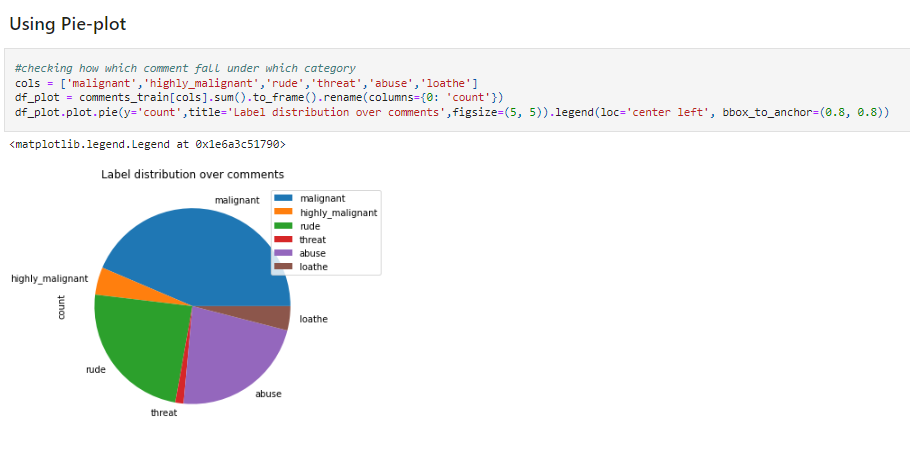 Using Pie-plot
#checking how which comment fall under which category
cols = ['malignant','highly_malignant','rude','threat','abuse','loathe']
df_plot = comments_train[cols].sum().to_frame().rename(columns={0: 'count'})
df_plot.plot.pie(y='count',title='Label distribution over comments',figsize=(5, 5)).legend(loc='center left', bbox_to_anchor=(0.8, 0.8))
<matplotlib.legend.Legend at 0x1e6a3c51790>
Label distribution over comments
malignant
malignant
highly_malignant
rude
threat
abuse
loathe
highly_malignant
count
loathe
rude
abuse
threat